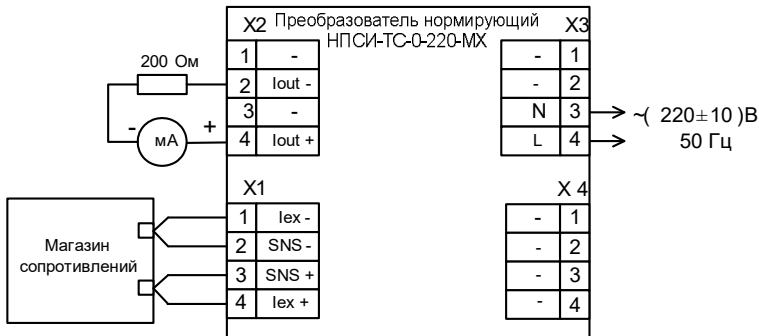 Преобразователь нормирующий
НПСИ-ТС-0-220-МХ
X2
1 -
2 Iout -
3 -
4 Iout +
200 Ом
- мА +
X3
- 1
- 2
N 3
L 4
~( 220±10 )В
50 Гц
X1
1 Iex -
2 SNS -
3 SNS +
4 Iex +
Магазин
сопротивлений
X 4
- 1
- 2
- 3
- 4